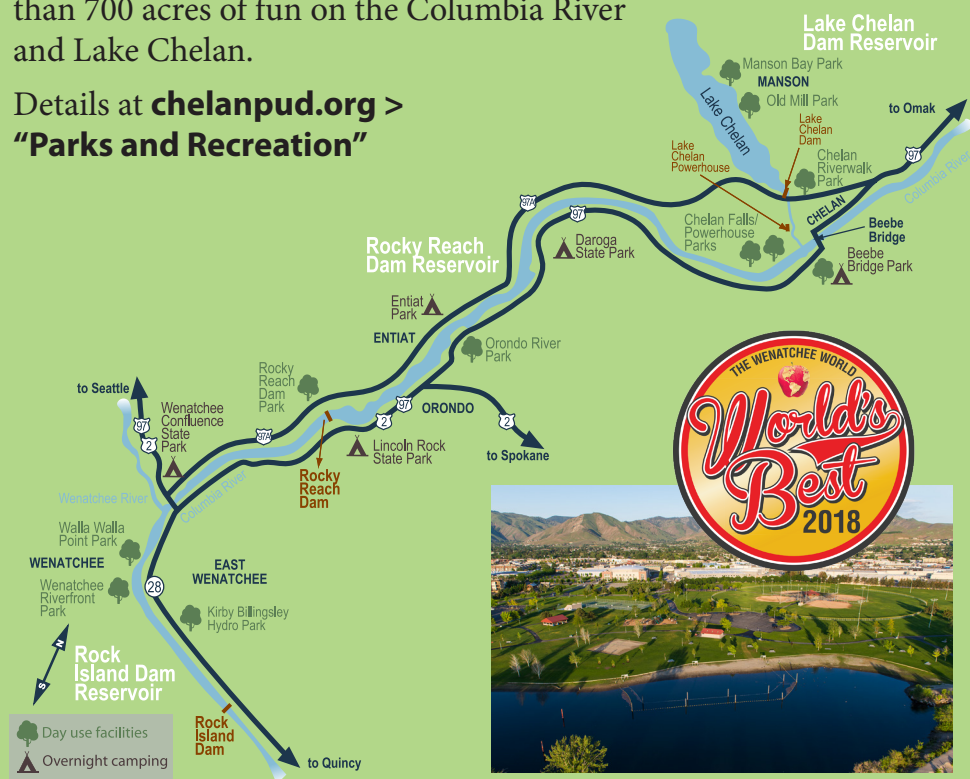 than 700 acres of fun on the Columbia River
and Lake Chelan.
Details at chelanpud.org >
“Parks and Recreation”
Lake Chelan
Dam Reservoir
Manson Bay Park
MANSON
Old Mill Park
Lake Chelan
to Omak
Lake
Chelan
Dam
Lake
Chelan
Powerhouse
Chelan
Riverwalk
Park
97
Columbia River
97A
97
CHELAN
Chelan Falls/
Powerhouse
Parks
Beebe
Bridge
Beebe
Bridge Park
Daroga
State Park
Rocky Reach
Dam Reservoir
Entiat
Park
ENTIAT
Orondo River
Park
Rocky
Reach
Dam
Park
to Seattle
97
2
Wenatchee
Confluence
State
Park
97A
97
2
ORONDO
2
to Spokane
Lincoln Rock
State Park
Rocky
Reach
Dam
Wenatchee River
Columbia River
Walla Walla
Point Park
WENATCHEE
Wenatchee
Riverfront
Park
28
EAST
WENATCHEE
Kirby Billingsley
Hydro Park
N
S
Rock
Island Dam
Reservoir
Rock
Island
Dam
to Quincy
Day use facilities
Overnight camping
THE WENATCHEE WORLD
World's
Best
2018